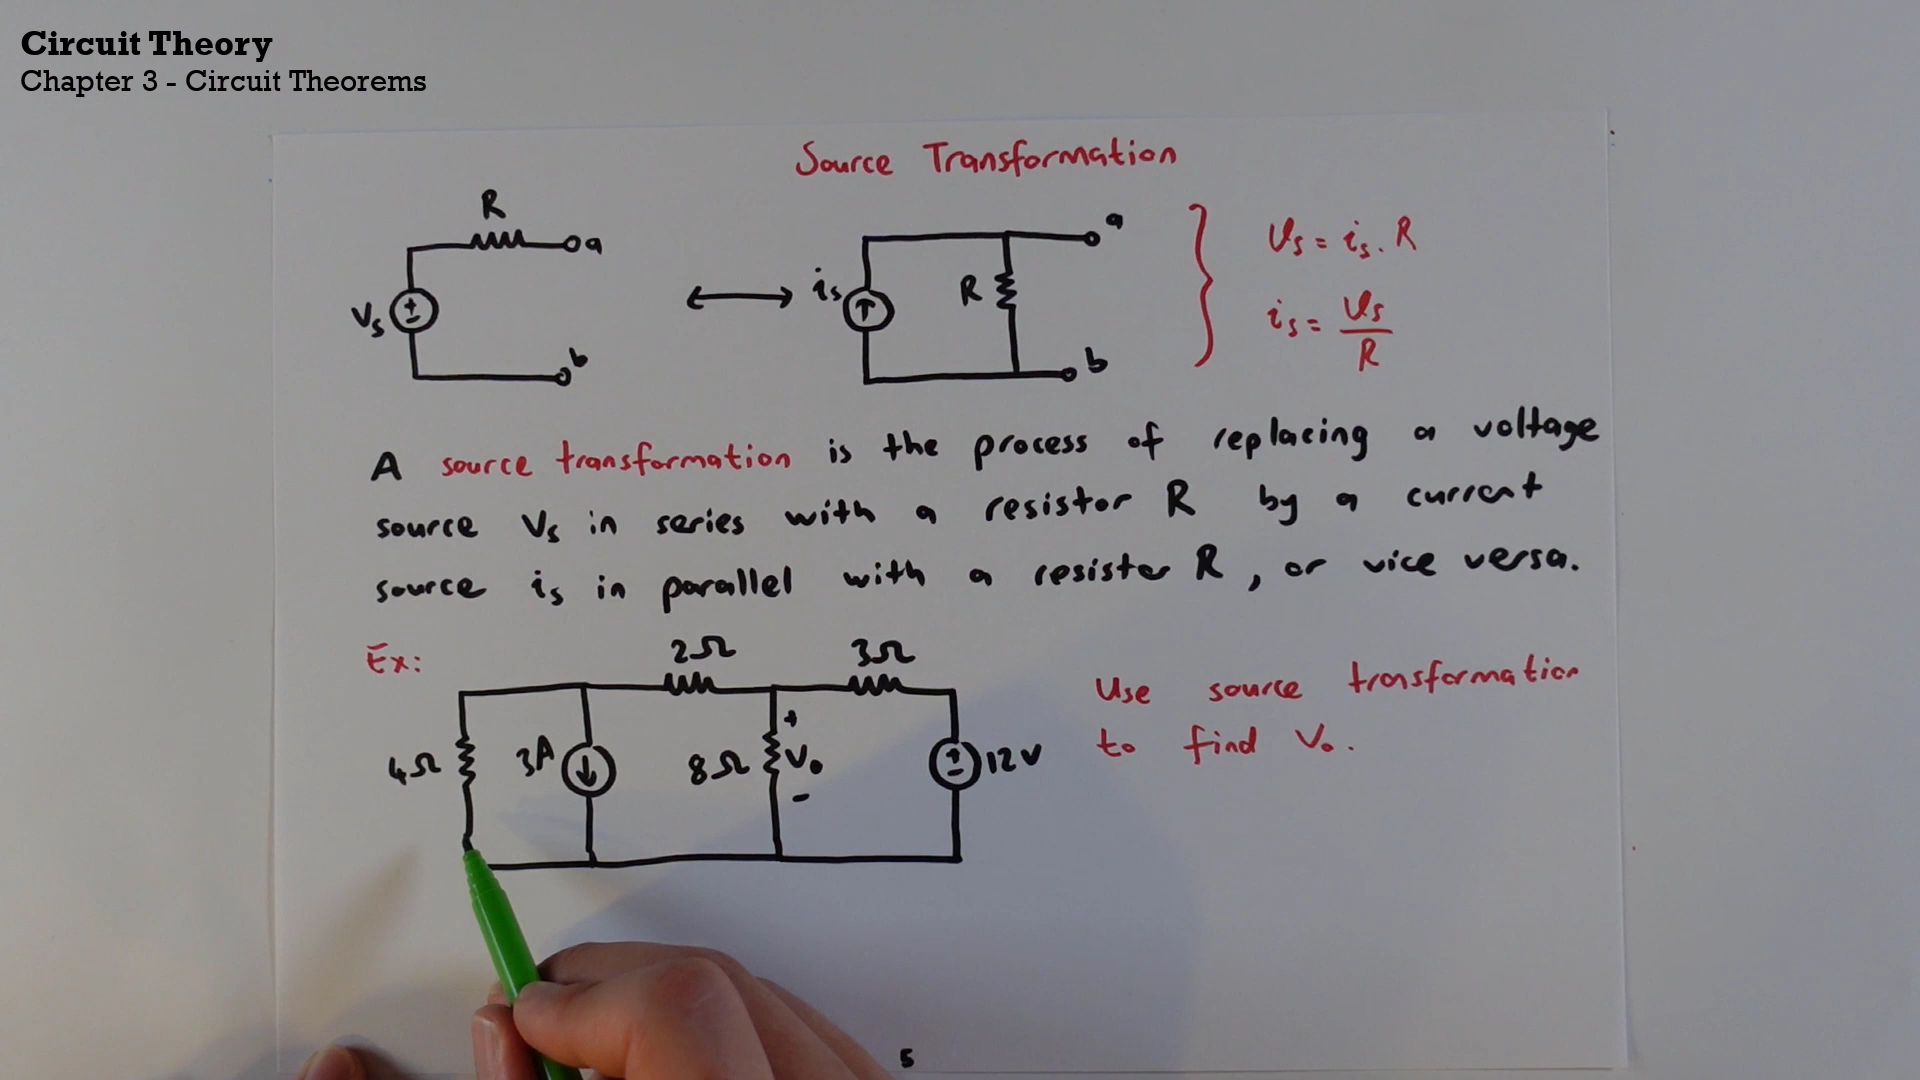 Circuit Theory
Chapter 3 - Circuit Theorems
Source Transformation
R
a
Vs
+
-
b
is
R
a
b
Vs = is . R
is = Vs / R
A source transformation is the process of replacing a voltage
source Vs in series with a resistor R by a current
source is in parallel with a resistor R , or vice versa.
Ex:
2Ω
3Ω
4Ω
3A
8Ω
+
Vo
-
+
-
12V
Use source transformation
to find Vo.
5